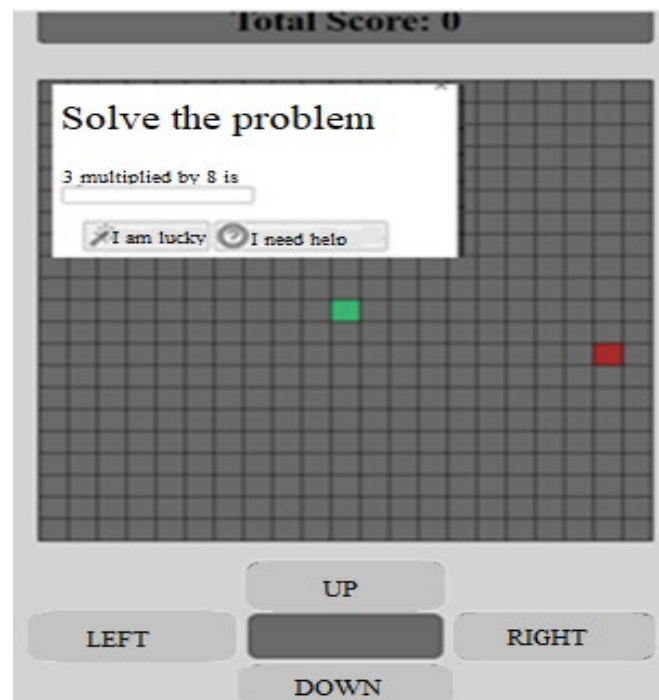 Total Score: 0
Solve the problem
3 multiplied by 8 is
I am lucky
I need help
UP
LEFT
RIGHT
DOWN